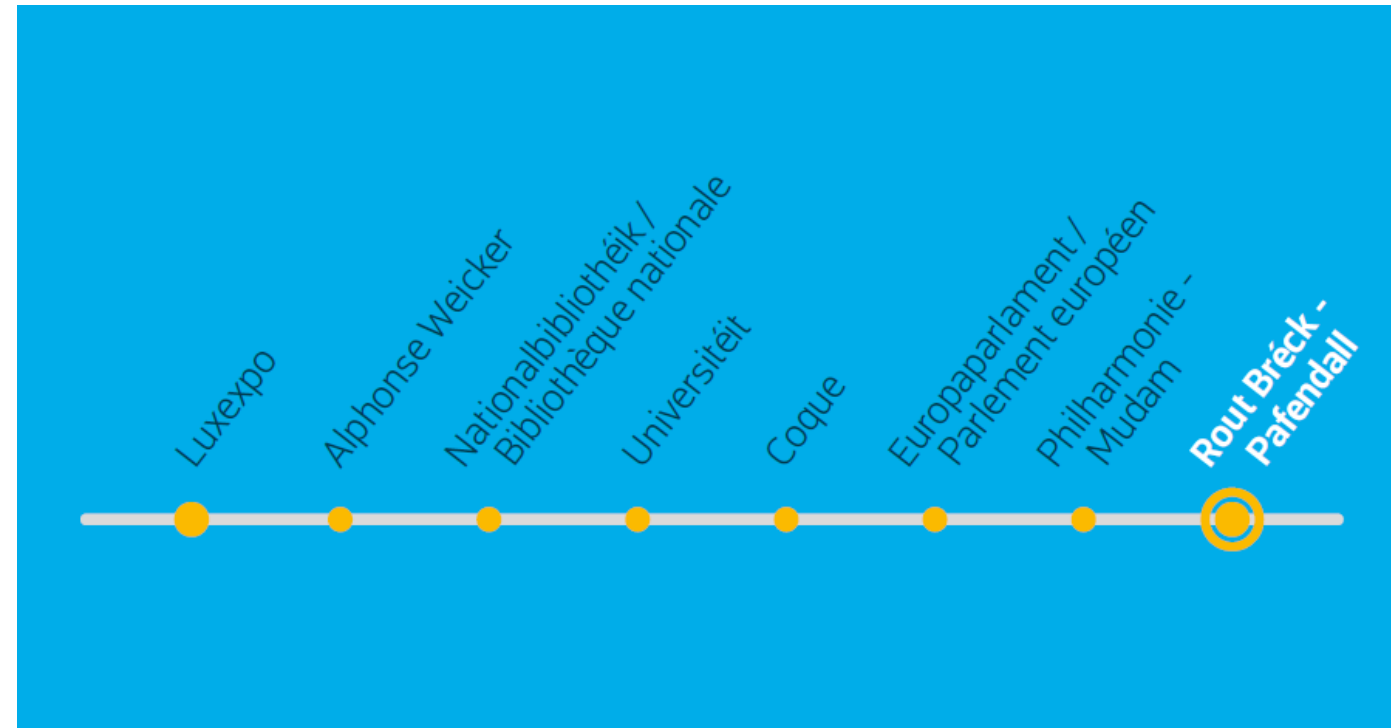 Luxexpo
Alphonse Weicker
Nationalbibliothéik /
Bibliothèque nationale
Universitéit
Coque
Europaparlament /
Parlement européen
Philharmonie -
Mudam
Rout Bréck -
Pafendall